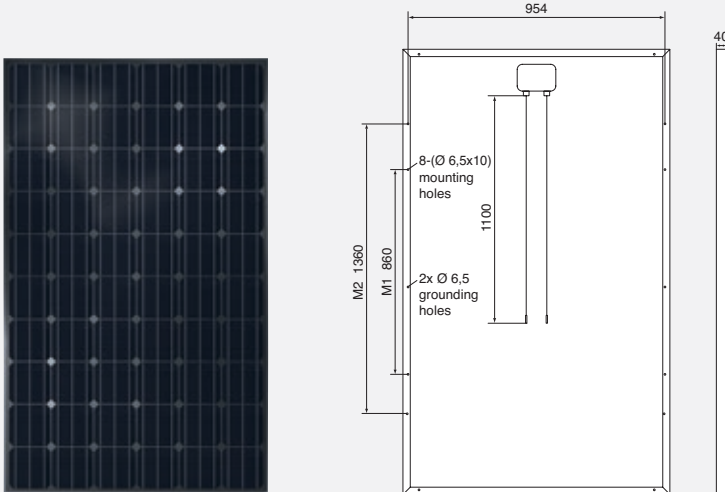 954
40
8-(Ø 6,5x10)
mounting
holes
1100
M2 1360
M1 860
2x Ø 6,5
grounding
holes